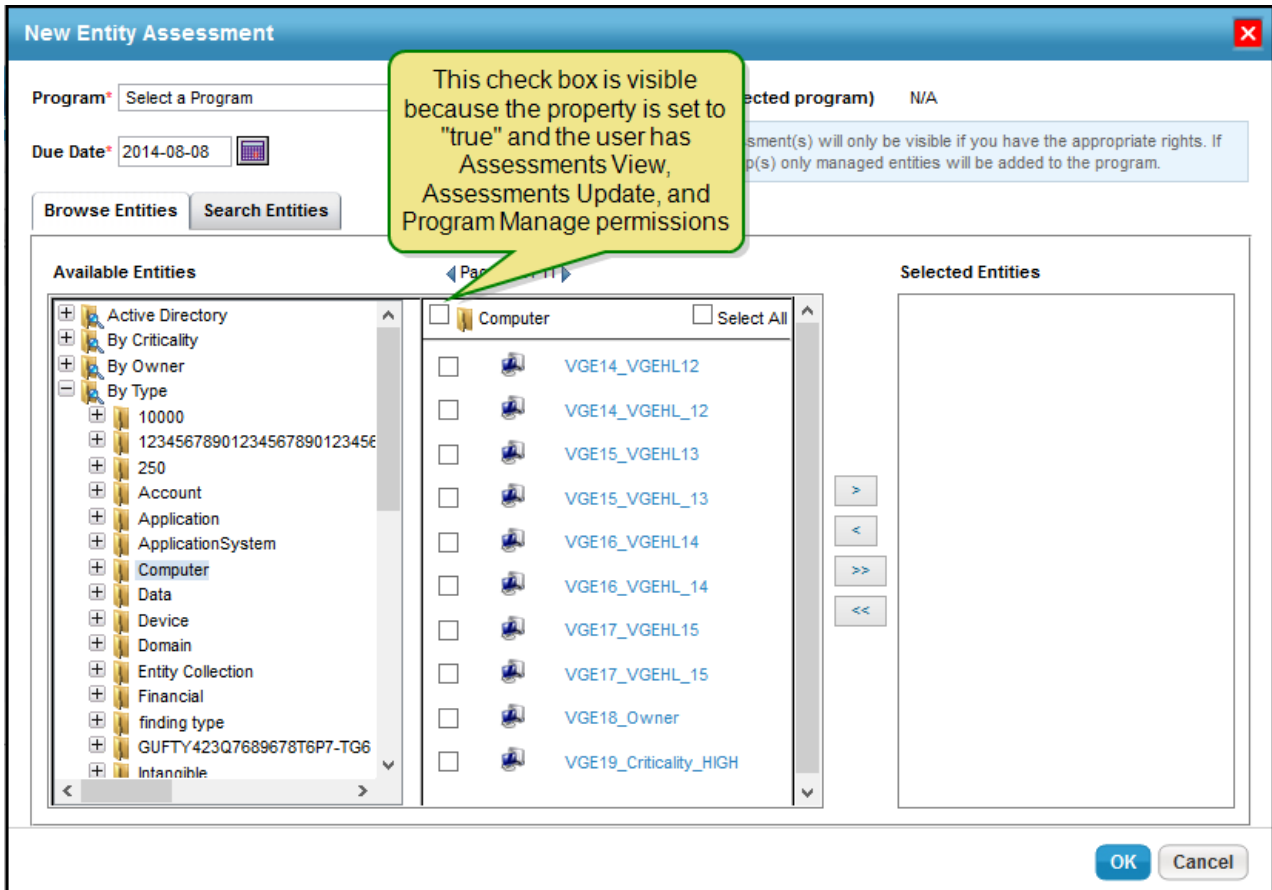 New Entity Assessment
This check box is visible
because the property is set to
"true" and the user has
Assessments View,
Assessments Update, and
Program Manage permissions
Program* Select a Program
program) N/A
Due Date* 2014-08-08
will only be visible if you have the appropriate rights. If
only managed entities will be added to the program.
Browse Entities Search Entities
Available Entities
Selected Entities
Active Directory
By Criticality
By Owner
By Type
10000
12345678901234567890123456
250
Account
Application
ApplicationSystem
Computer
Data
Device
Domain
Entity Collection
Financial
finding type
GUFTY423Q7689678T6P7-TG6
Intangible
Computer Select All
VGE14_VGEHL12
VGE14_VGEHL_12
VGE15_VGEHL13
VGE15_VGEHL_13
VGE16_VGEHL14
VGE16_VGEHL_14
VGE17_VGEHL15
VGE17_VGEHL_15
VGE18_Owner
VGE19_Criticality_HIGH
>
<
>>
<<
OK Cancel